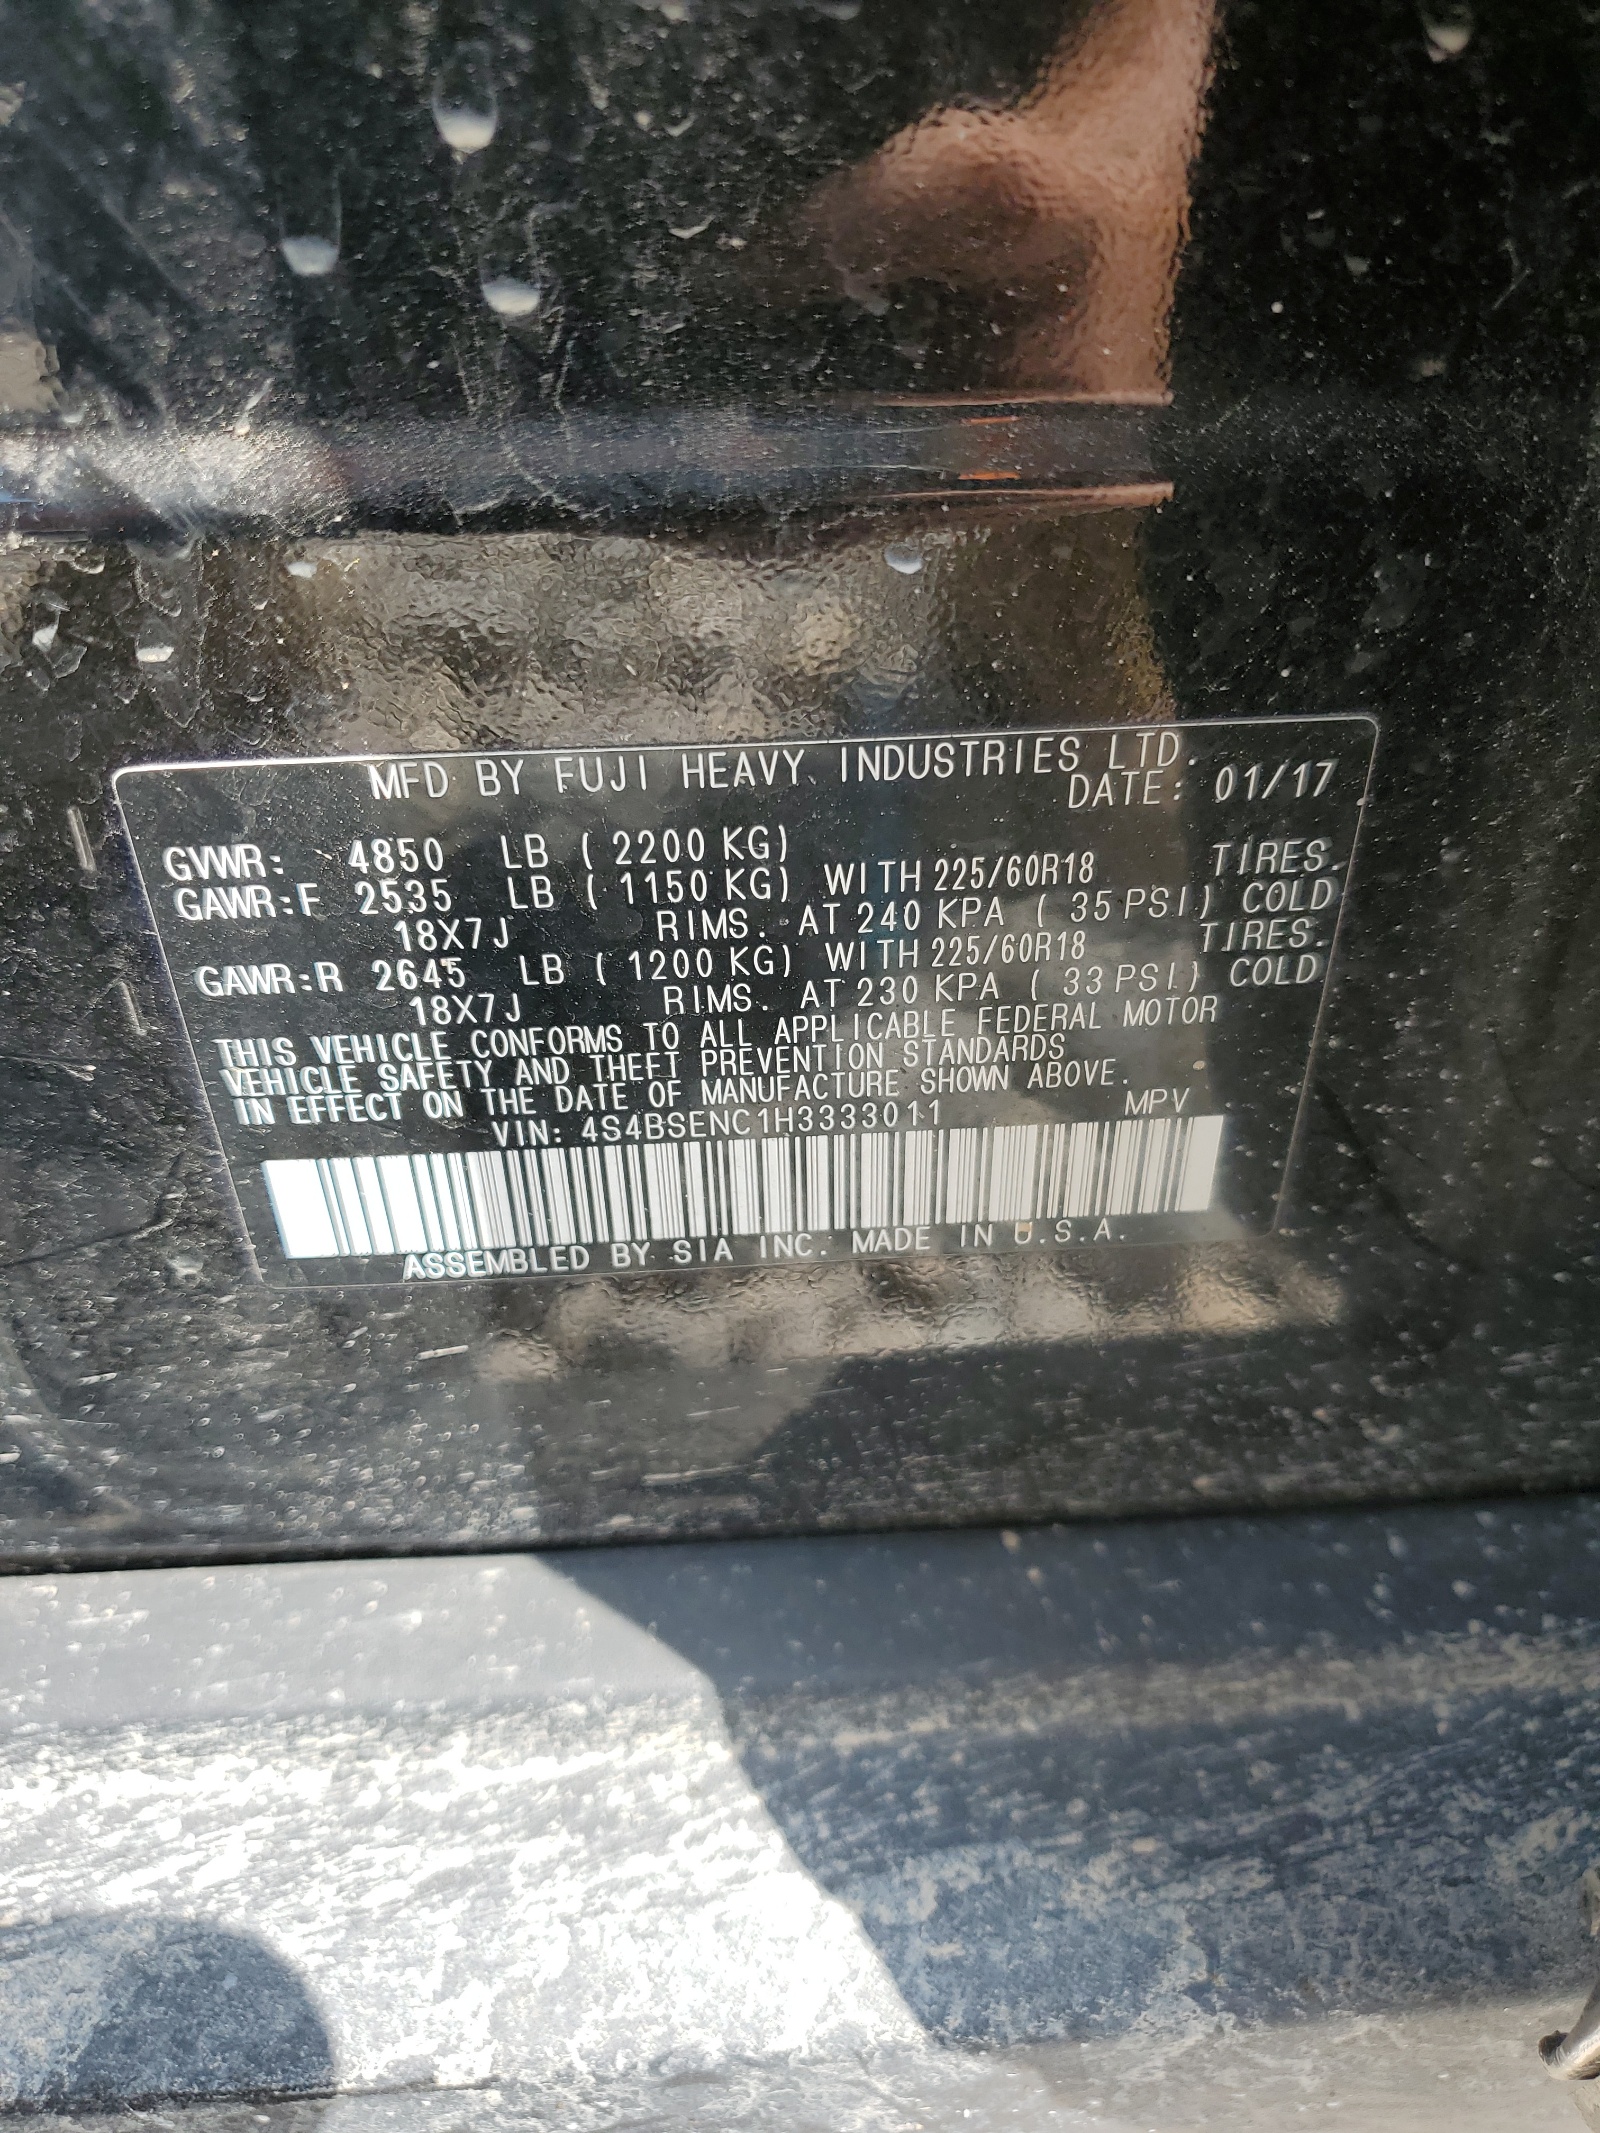 MFD BY FUJI HEAVY INDUSTRIES LTD.
DATE: 01/17
GVWR: 4850 LB ( 2200 KG)
GAWR:F 2535 LB ( 1150 KG) WITH 225/60R18 TIRES.
18X7J RIMS. AT 240 KPA ( 35 PSI) COLD
GAWR:R 2645 LB ( 1200 KG) WITH 225/60R18 TIRES.
18X7J RIMS. AT 230 KPA ( 33 PSI) COLD
THIS VEHICLE CONFORMS TO ALL APPLICABLE FEDERAL MOTOR
VEHICLE SAFETY AND THEFT PREVENTION STANDARDS
IN EFFECT ON THE DATE OF MANUFACTURE SHOWN ABOVE.
VIN: 4S4BSENC1H3333011 MPV
ASSEMBLED BY SIA INC. MADE IN U.S.A.